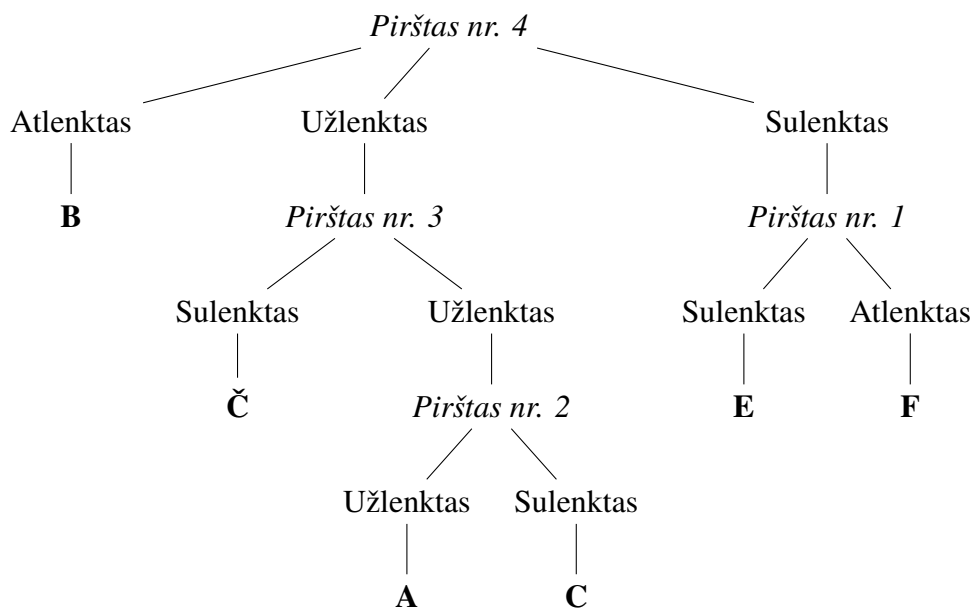 Pirštas nr. 4
Atlenktas Užlenktas Sulenktas
B Pirštas nr. 3 Pirštas nr. 1
Sulenktas Užlenktas Sulenktas Atlenktas
Č Pirštas nr. 2 E F
Užlenktas Sulenktas
A C